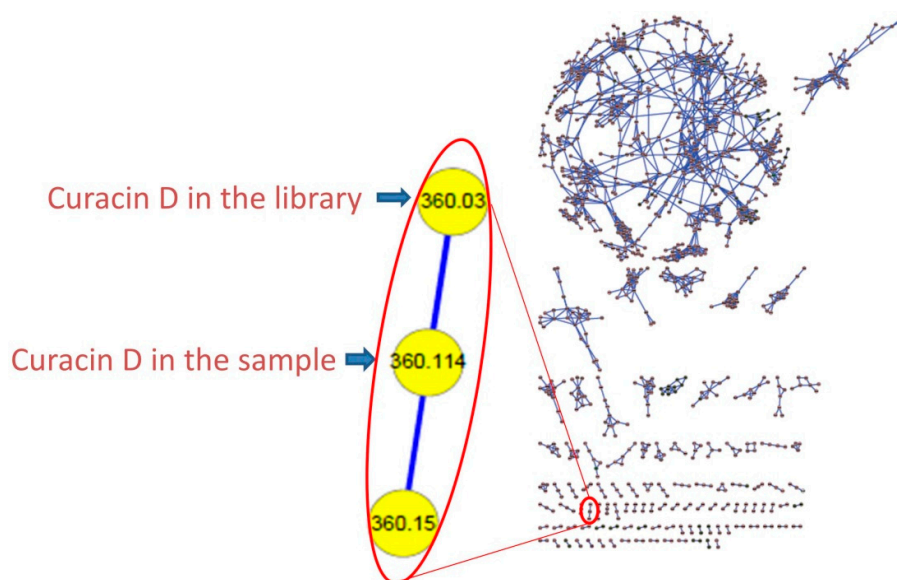 Curacin D in the library
360.03
Curacin D in the sample
360.114
360.15